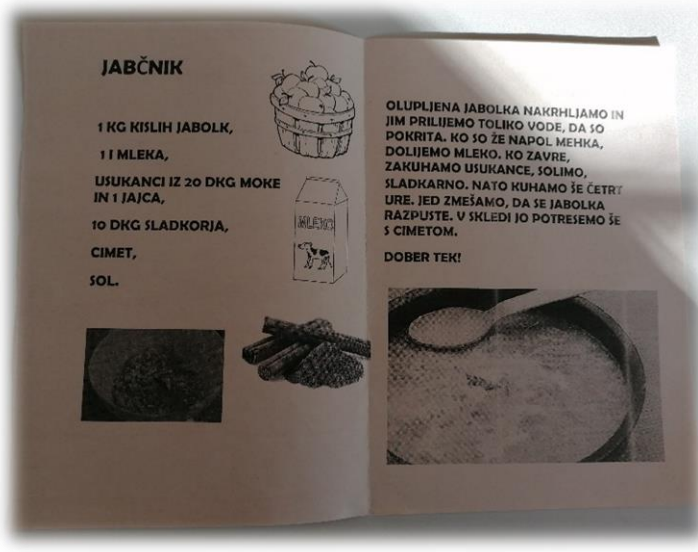 JABČNIK
1 KG KISLIH JABOLK,
1 l MLEKA,
USUKANCI IZ 20 DKG MOKE
IN 1 JAJCA,
10 DKG SLADKORJA,
CIMET,
SOL.
MLEKO
OLUPLJENA JABOLKA NAKRHLJAMO IN
JIM PRILIJEMO TOLIKO VODE, DA SO
POKRITA. KO SO ŽE NAPOL MEHKA,
DOLIJEMO MLEKO. KO ZAVRE,
ZAKUHAMO USUKANCE, SOLIMO,
SLADKARNO. NATO KUHAMO ŠE ČETRT
URE. JED ZMEŠAMO, DA SE JABOLKA
RAZPUSTE. V SKLEDI JO POTRESEMO ŠE
S CIMETOM.
DOBER TEK!